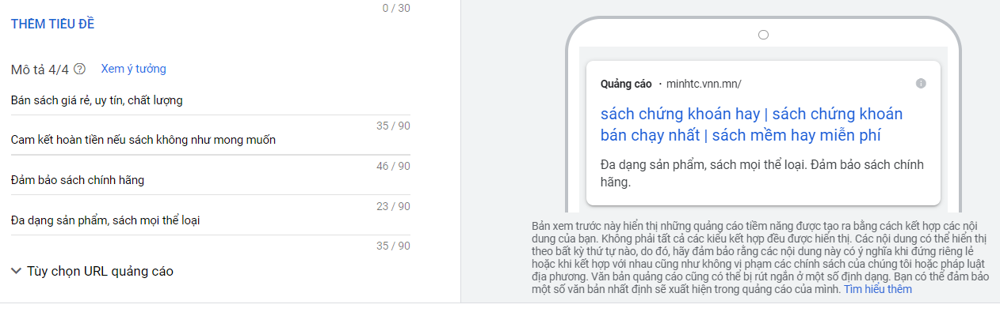 0 / 30
THÊM TIÊU ĐỀ
Mô tả 4/4 Xem ý tưởng
Bán sách giá rẻ, uy tín, chất lượng
35 / 90
Cam kết hoàn tiền nếu sách không như mong muốn
46 / 90
Đảm bảo sách chính hãng
23 / 90
Đa dạng sản phẩm, sách mọi thể loại
35 / 90
Tùy chọn URL quảng cáo
Quảng cáo · minhtc.vnn.mn/
sách chứng khoán hay | sách chứng khoán
bán chạy nhất | sách mềm hay miễn phí
Đa dạng sản phẩm, sách mọi thể loại. Đảm bảo sách chính
hãng.
Bản xem trước này hiển thị những quảng cáo tiềm năng được tạo ra bằng cách kết hợp các nội
dung của bạn. Không phải tất cả các kiểu kết hợp đều được hiển thị. Các nội dung có thể hiển thị
theo bất kỳ thứ tự nào, do đó, hãy đảm bảo rằng các nội dung này có ý nghĩa khi đứng riêng lẻ
hoặc khi kết hợp với nhau cũng như không vi phạm các chính sách của chúng tôi hoặc pháp luật
địa phương. Văn bản quảng cáo cũng có thể bị rút ngắn ở một số định dạng. Bạn có thể đảm bảo
một số văn bản nhất định sẽ xuất hiện trong quảng cáo của mình. Tìm hiểu thêm